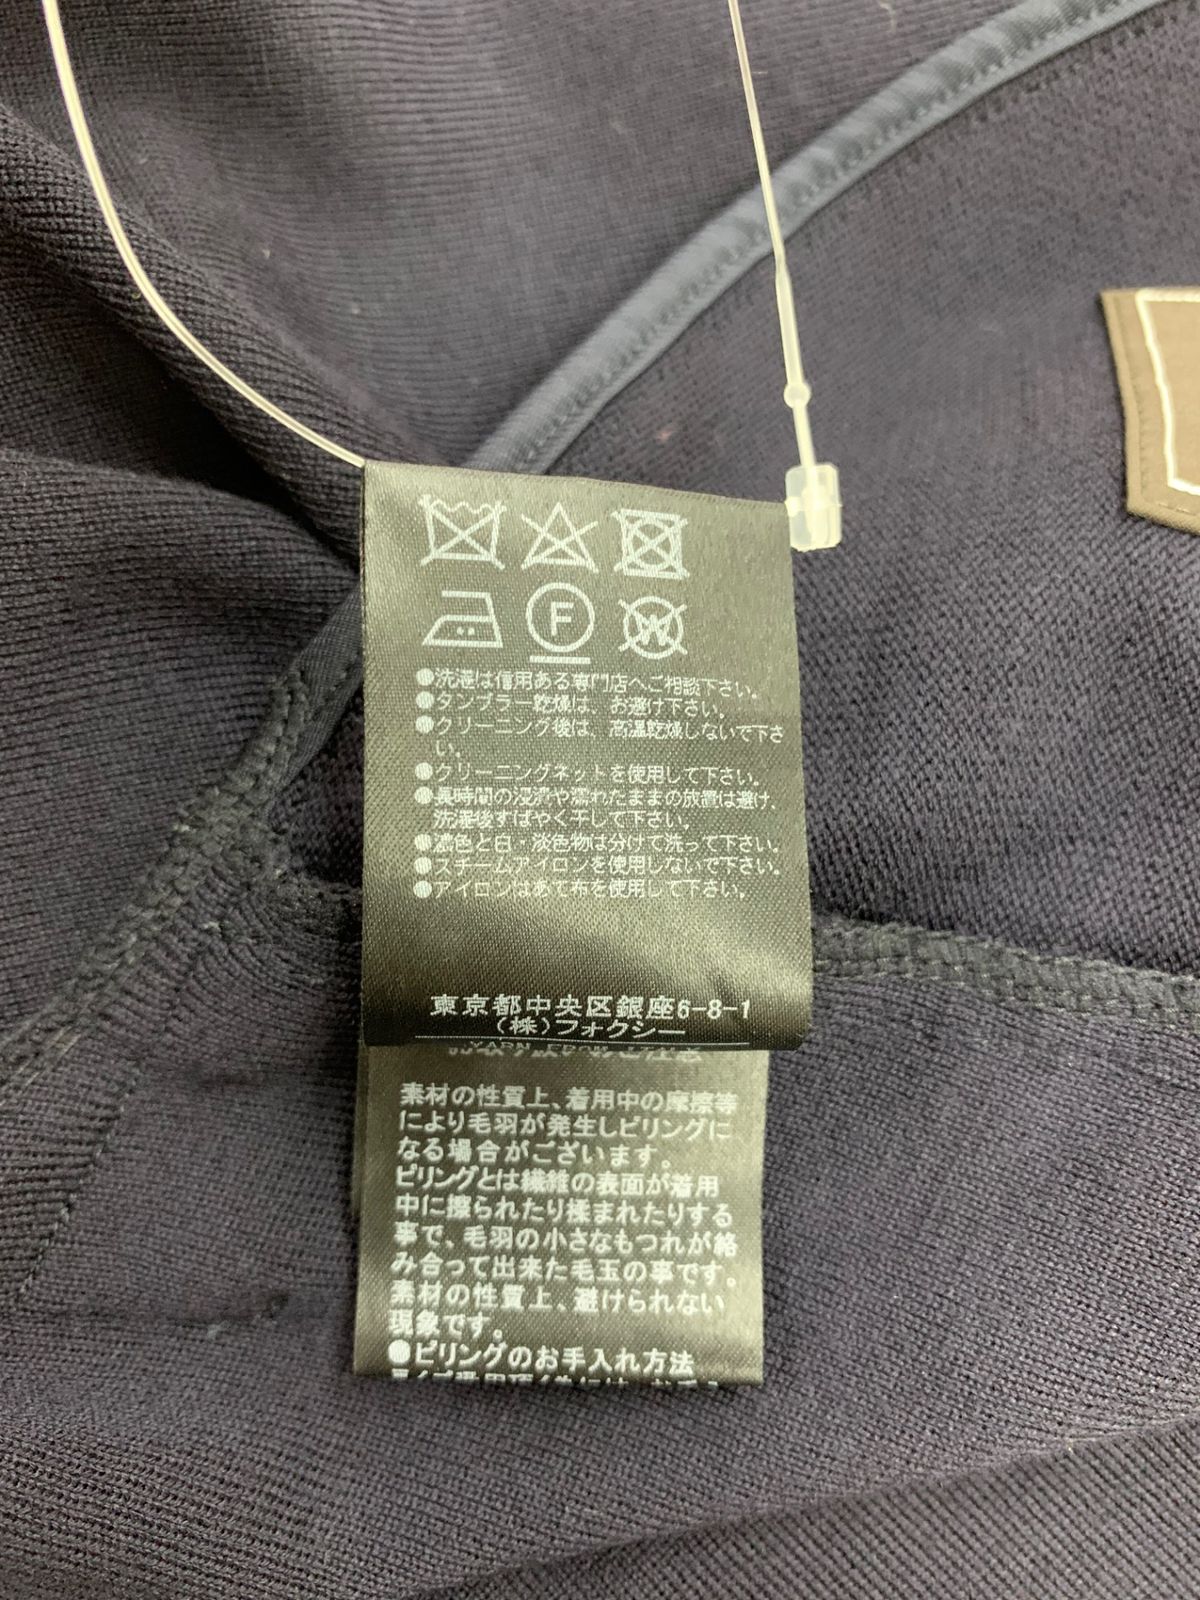 F
W
●洗濯は信用ある専門店へご相談下さい。
●タンブラー乾燥は、お避け下さい。
●クリーニング後は、高温乾燥しないで下さ
い。
●クリーニングネットを使用して下さい。
●長時間の浸漬や濡れたままの放置は避け、
洗濯後すばやく干して下さい。
●濃色と白・淡色物は分けて洗って下さい。
●スチームアイロンを使用しないで下さい。
●アイロンはあて布を使用して下さい。
東京都中央区銀座6-8-1
(株)フォクシー
素材の性質上、着用中の摩擦等
により毛羽が発生しピリングに
なる場合がございます。
ピリングとは繊維の表面が着用
中に擦られたり揉まれたりする
事で、毛羽の小さなもつれが絡
み合って出来た毛玉の事です。
素材の性質上、避けられない
現象です。
●ピリングのお手入れ方法